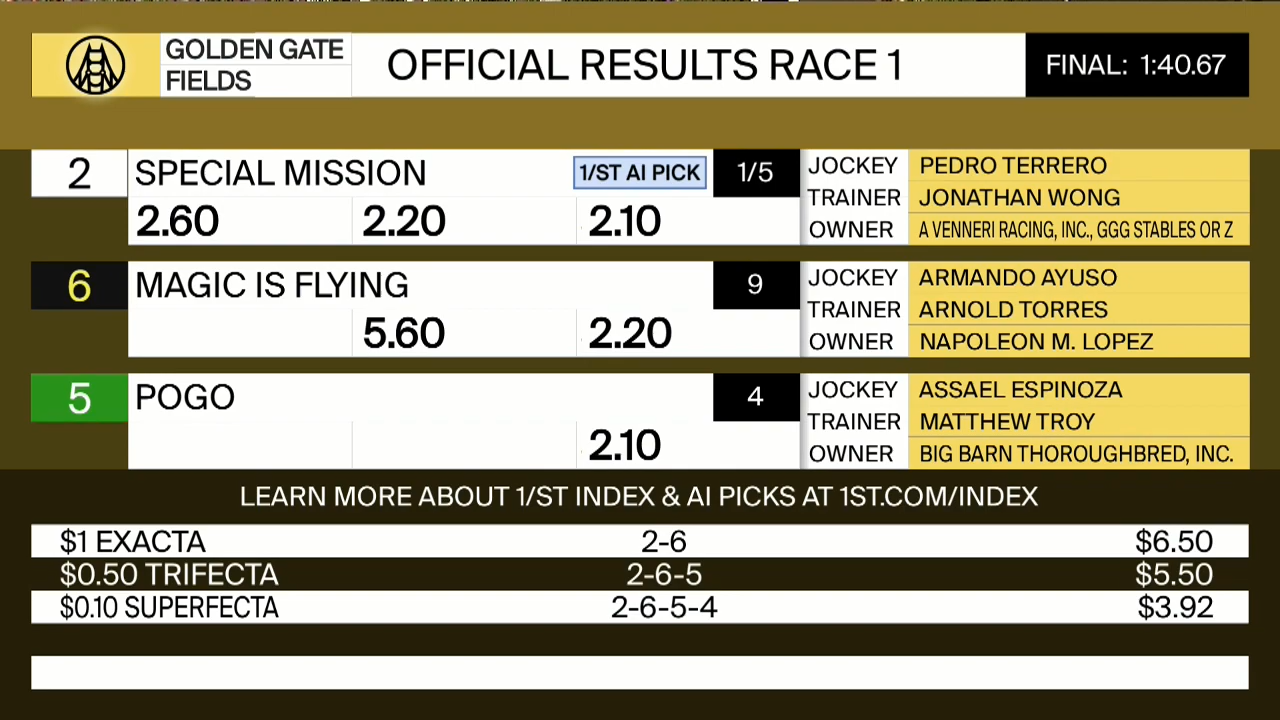 GOLDEN GATE
FIELDS
OFFICIAL RESULTS RACE 1
FINAL: 1:40.67
2 SPECIAL MISSION 1/ST AI PICK 1/5
2.60 2.20 2.10
JOCKEY PEDRO TERRERO
TRAINER JONATHAN WONG
OWNER A VENNERI RACING, INC., GGG STABLES OR Z
6 MAGIC IS FLYING 9
5.60 2.20
JOCKEY ARMANDO AYUSO
TRAINER ARNOLD TORRES
OWNER NAPOLEON M. LOPEZ
5 POGO 4
2.10
JOCKEY ASSAEL ESPINOZA
TRAINER MATTHEW TROY
OWNER BIG BARN THOROUGHBRED, INC.
LEARN MORE ABOUT 1/ST INDEX & AI PICKS AT 1ST.COM/INDEX
$1 EXACTA 2-6 $6.50
$0.50 TRIFECTA 2-6-5 $5.50
$0.10 SUPERFECTA 2-6-5-4 $3.92